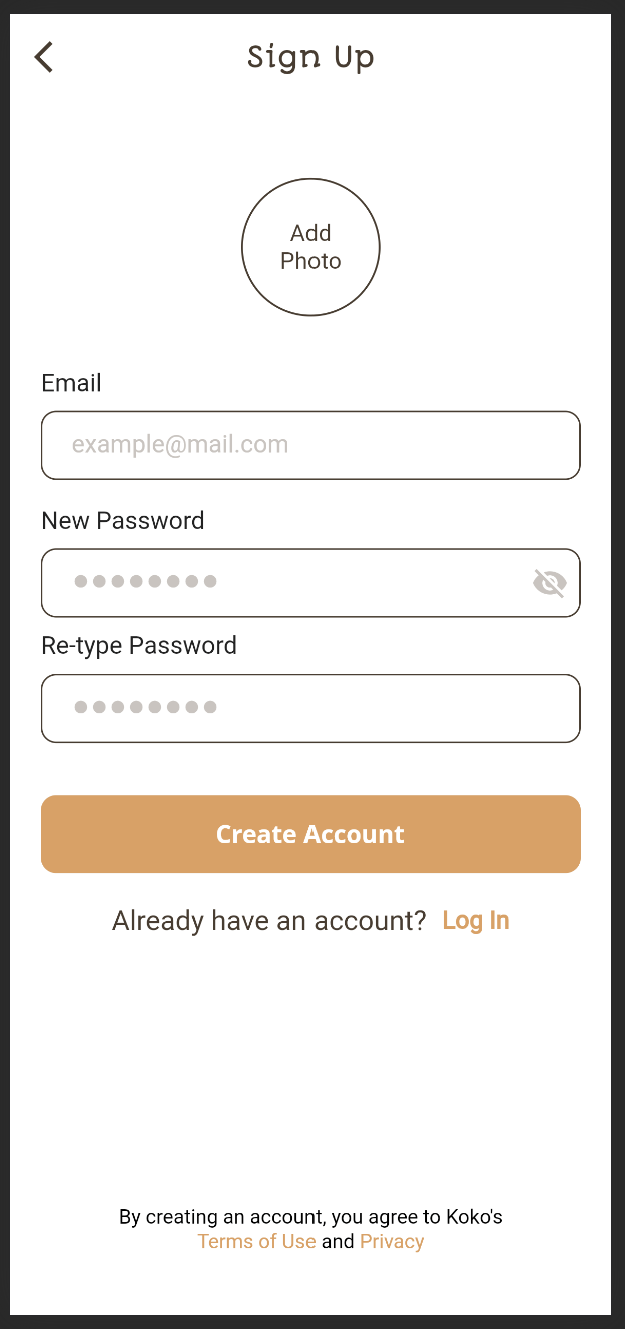 Sign Up
Add
Photo
Email
example@mail.com
New Password
Re-type Password
Create Account
Already have an account? Log In
By creating an account, you agree to Koko's
Terms of Use and Privacy